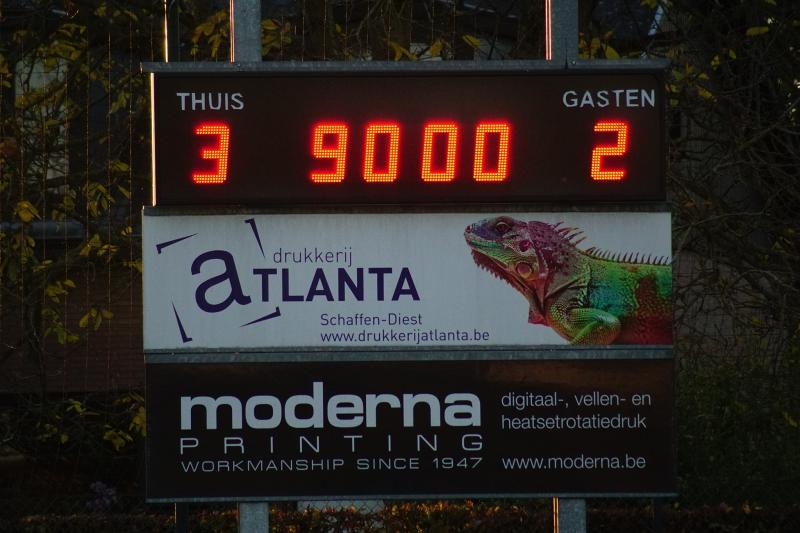 THUIS GASTEN
3 9000 2
drukkerij
aTLANTA
Schaffen-Diest
www.drukkerijatlanta.be
moderna
PRINTING
WORKMANSHIP SINCE 1947
digitaal-, vellen- en
heatsetrotatiedruk
www.moderna.be